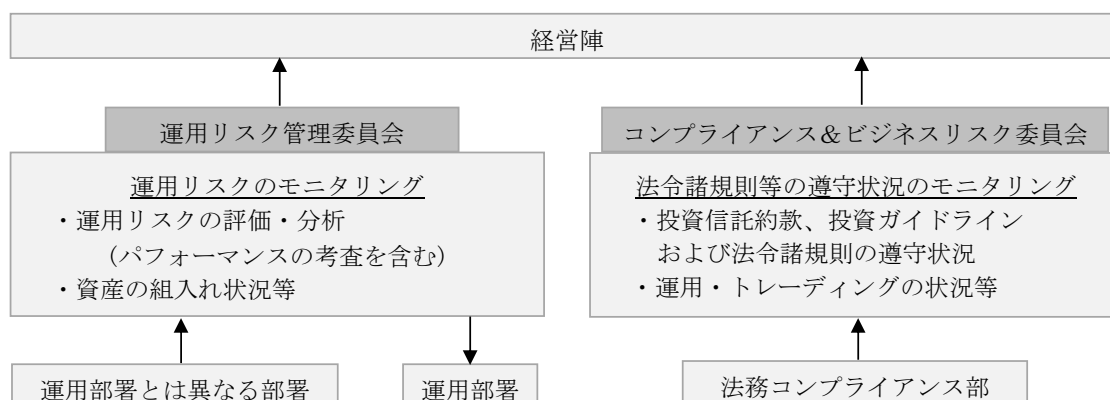 経営陣
運用リスク管理委員会
運用リスクのモニタリング
・運用リスクの評価・分析
（パフォーマンスの考査を含む）
・資産の組入れ状況等
運用部署とは異なる部署
運用部署
コンプライアンス＆ビジネスリスク委員会
法令諸規則等の遵守状況のモニタリング
・投資信託約款、投資ガイドライン
および法令諸規則の遵守状況
・運用・トレーディングの状況等
法務コンプライアンス部